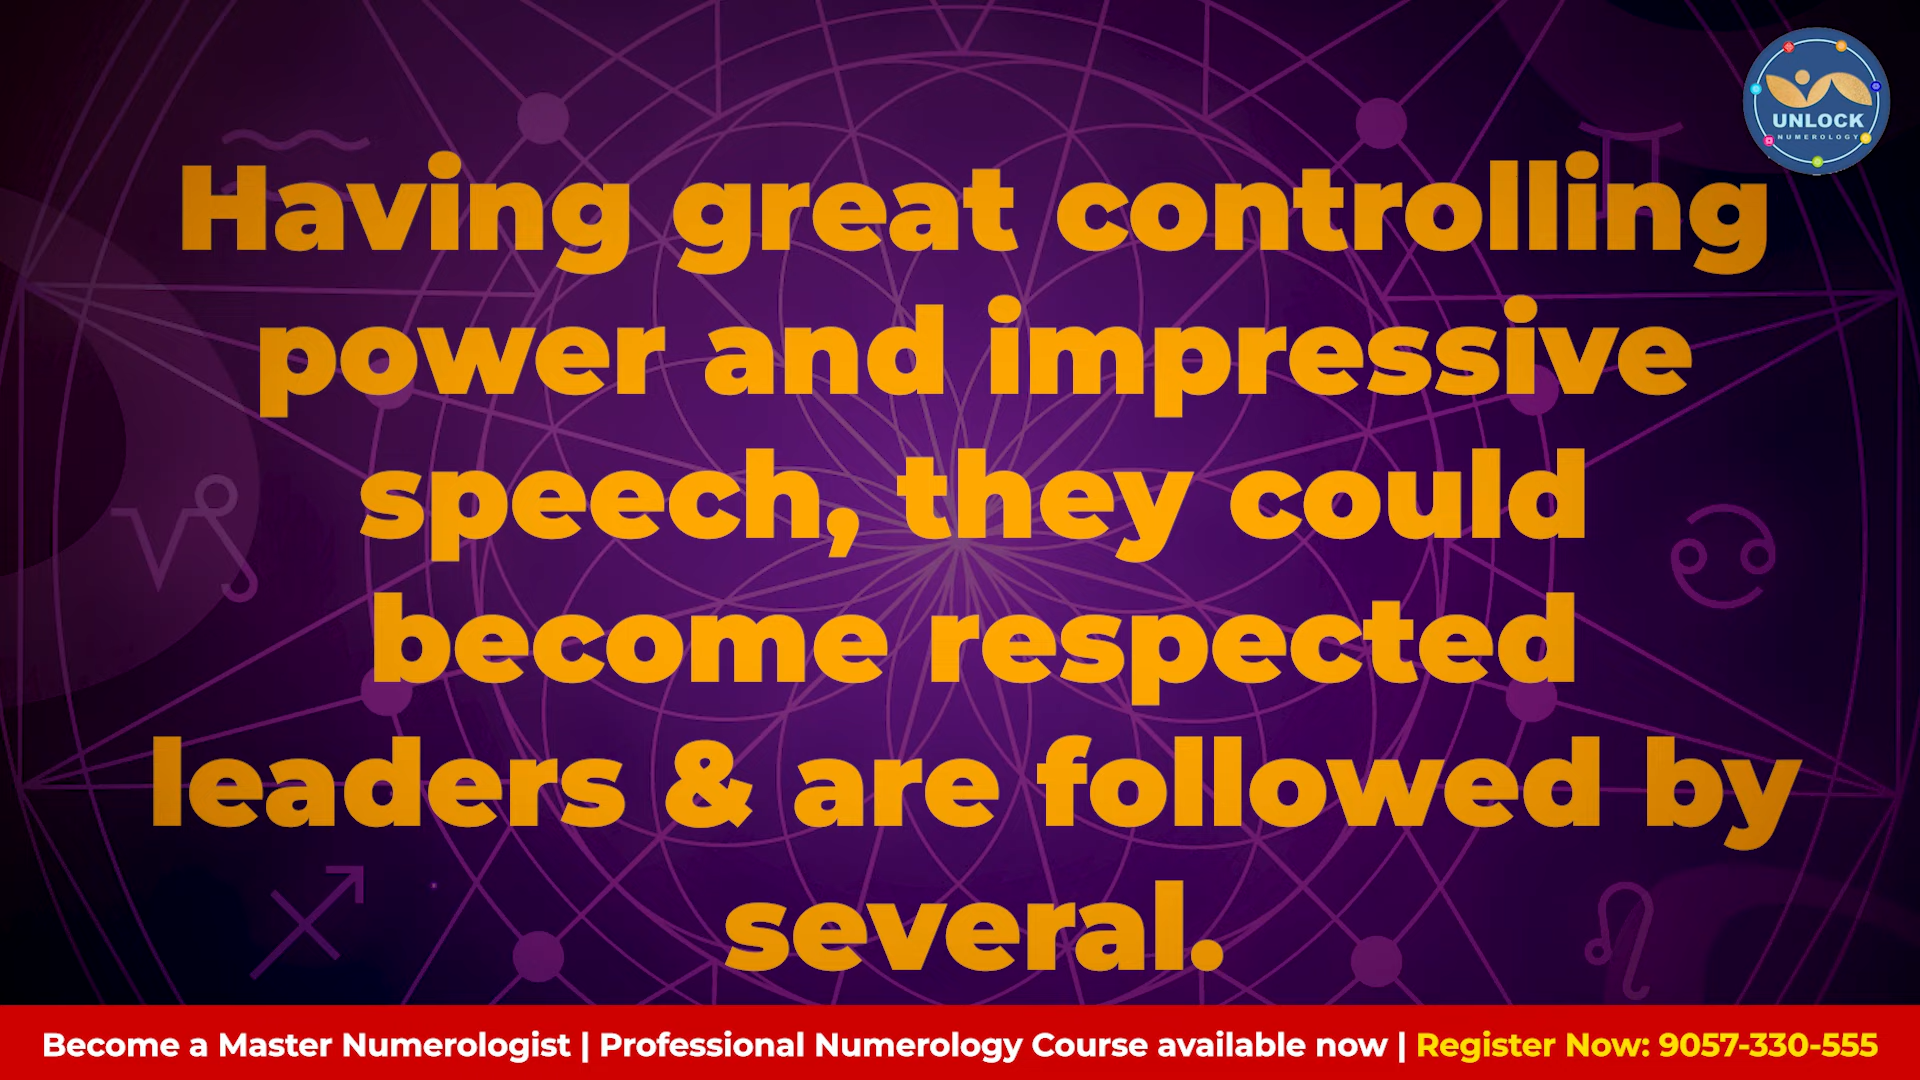 UNLOCK
NUMEROLOGY
Having great controlling
power and impressive
speech, they could
become respected
leaders & are followed by
several.
Become a Master Numerologist | Professional Numerology Course available now | Register Now: 9057-330-555